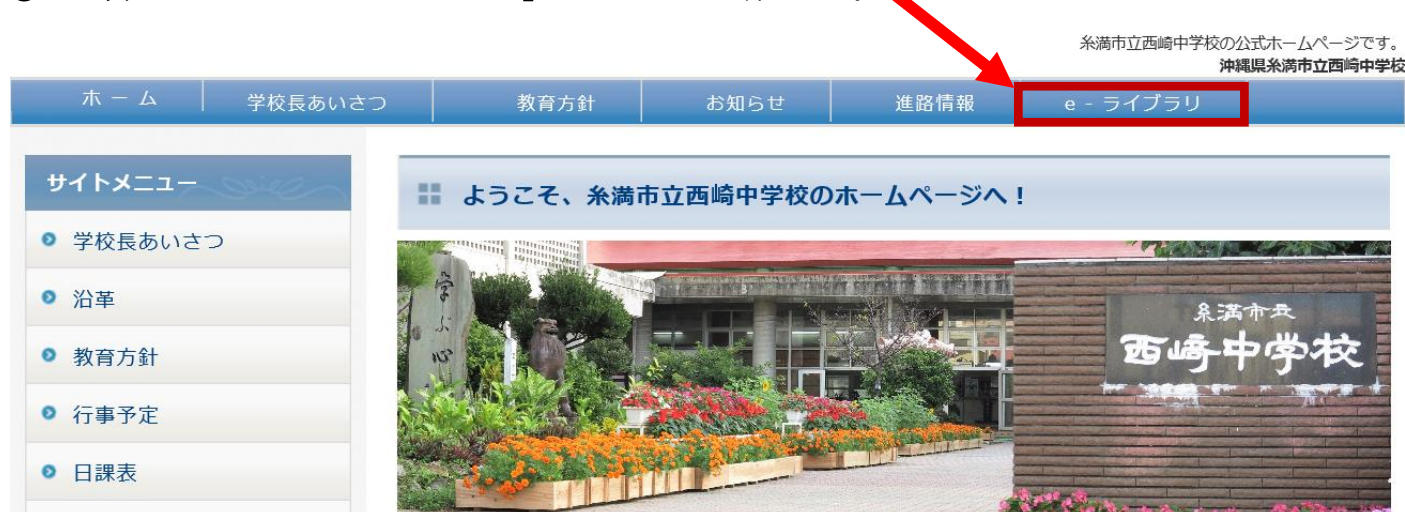 糸満市立西崎中学校の公式ホームページです。
沖縄県糸満市立西崎中学校
ホ ー ム
学校長あいさつ
教育方針
お知らせ
進路情報
e - ライブラリ
サイトメニュー
ようこそ、糸満市立西崎中学校のホームページへ！
学校長あいさつ
沿革
教育方針
行事予定
日課表
学ぶ心
糸満市立
西崎中学校